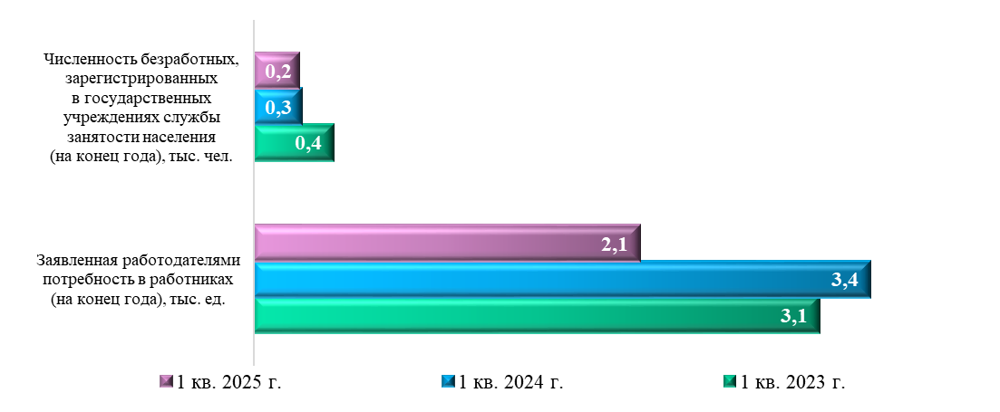 Численность безработных,
зарегистрированных
в государственных
учреждениях службы
занятости населения
(на конец года), тыс. чел.
0,2
0,3
0,4
Заявленная работодателями
потребность в работниках
(на конец года), тыс. ед.
2,1
3,4
3,1
1 кв. 2025 г.
1 кв. 2024 г.
1 кв. 2023 г.